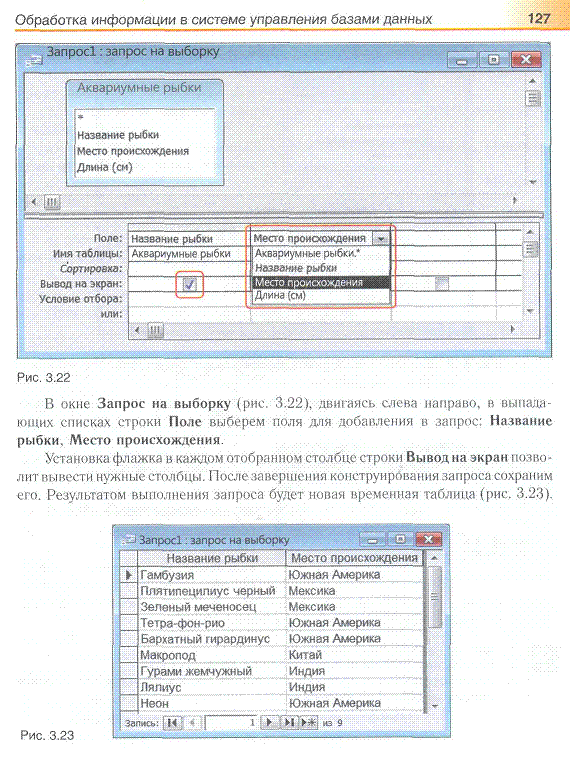 Обработка информации в системе управления базами данных 127
Запрос1 : запрос на выборку
Аквариумные рыбки
*
Название рыбки
Место происхождения
Длина (см)
Поле: Название рыбки Место происхождения
Имя таблицы: Аквариумные рыбки Аквариумные рыбки.*
Сортировка: Название рыбки
Вывод на экран: Место происхождения
Условие отбора: Длина (см)
или:
Рис. 3.22
В окне Запрос на выборку (рис. 3.22), двигаясь слева направо, в выпада-
ющих списках строки Поле выберем поля для добавления в запрос: Название
рыбки, Место происхождения.
Установка флажка в каждом отобранном столбце строки Вывод на экран позво-
лит вывести нужные столбцы. После завершения конструирования запроса сохраним
его. Результатом выполнения запроса будет новая временная таблица (рис. 3.23).
Запрос1 : запрос на выборку
Название рыбки Место происхождения
Гамбузия Южная Америка
Плятипецилиус черный Мексика
Зеленый меченосец Мексика
Тетра-фон-рио Южная Америка
Бархатный гирардинус Южная Америка
Макропод Китай
Гурами жемчужный Индия
Лялиус Индия
Неон Южная Америка
Запись: 1 из 9
Рис. 3.23